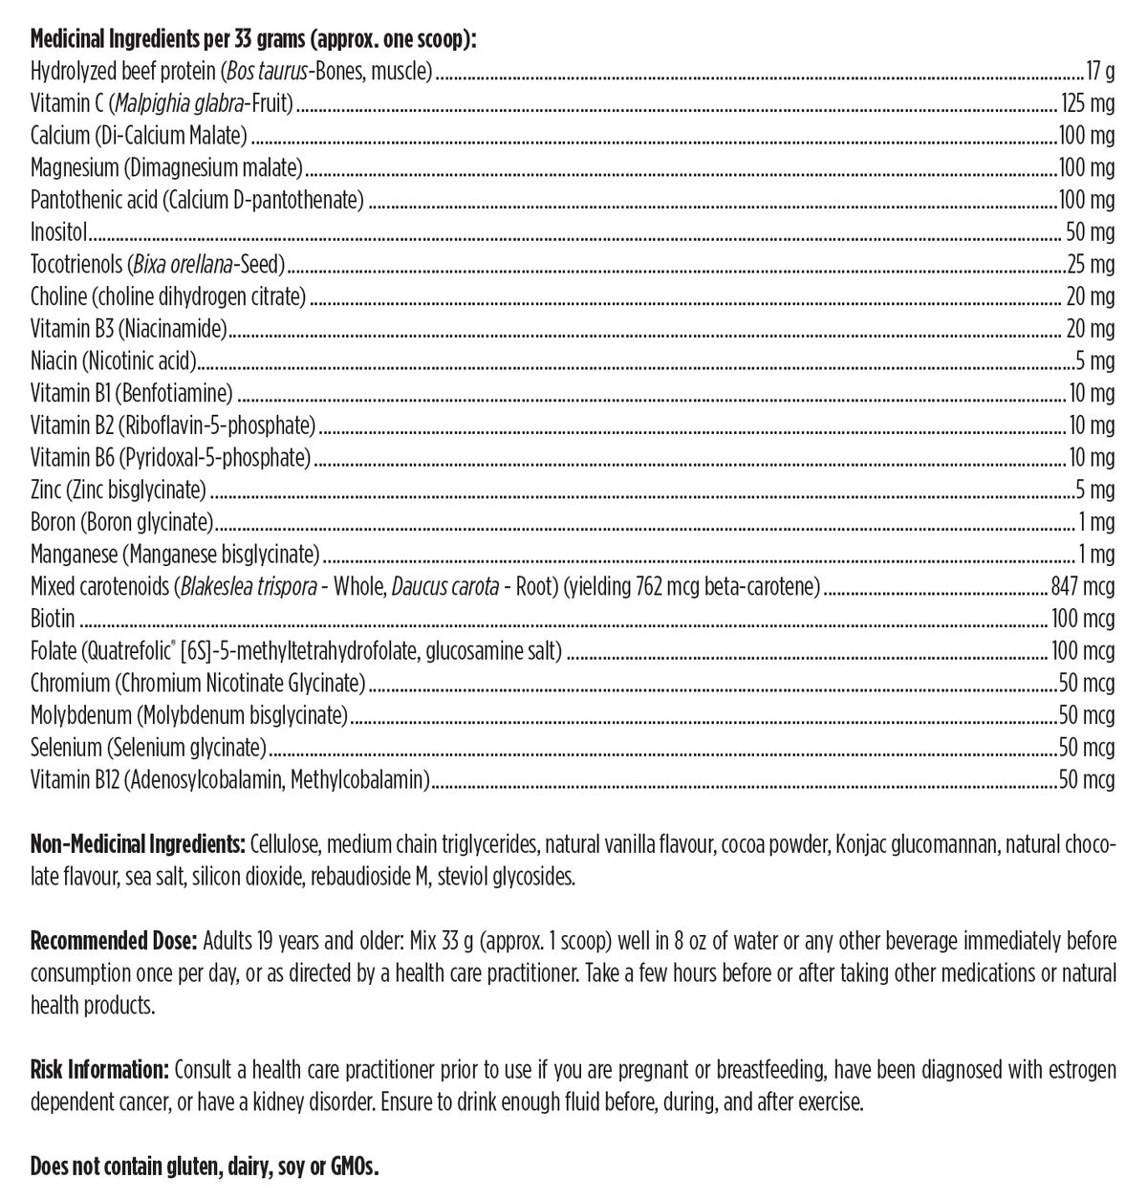 Medicinal Ingredients per 33 grams (approx. one scoop):
Hydrolyzed beef protein (Bos taurus-Bones, muscle)........17 g
Vitamin C (Malpighia glabra-Fruit)........125 mg
Calcium (Di-Calcium Malate)........100 mg
Magnesium (Dimagnesium malate)........100 mg
Pantothenic acid (Calcium D-pantothenate)........100 mg
Inositol........50 mg
Tocotrienols (Bixa orellana-Seed)........25 mg
Choline (choline dihydrogen citrate)........20 mg
Vitamin B3 (Niacinamide)........20 mg
Niacin (Nicotinic acid)........5 mg
Vitamin B1 (Benfotiamine)........10 mg
Vitamin B2 (Riboflavin-5-phosphate)........10 mg
Vitamin B6 (Pyridoxal-5-phosphate)........10 mg
Zinc (Zinc bisglycinate)........5 mg
Boron (Boron glycinate)........1 mg
Manganese (Manganese bisglycinate)........1 mg
Mixed carotenoids (Blakeslea trispora - Whole, Daucus carota - Root) (yielding 762 mcg beta-carotene)........847 mcg
Biotin........100 mcg
Folate (Quatrefolic® [6S]-5-methyltetrahydrofolate, glucosamine salt)........100 mcg
Chromium (Chromium Nicotinate Glycinate)........50 mcg
Molybdenum (Molybdenum bisglycinate)........50 mcg
Selenium (Selenium glycinate)........50 mcg
Vitamin B12 (Adenosylcobalamin, Methylcobalamin)........50 mcg
Non-Medicinal Ingredients: Cellulose, medium chain triglycerides, natural vanilla flavour, cocoa powder, Konjac glucomannan, natural choco-
late flavour, sea salt, silicon dioxide, rebaudioside M, steviol glycosides.
Recommended Dose: Adults 19 years and older: Mix 33 g (approx. 1 scoop) well in 8 oz of water or any other beverage immediately before
consumption once per day, or as directed by a health care practitioner. Take a few hours before or after taking other medications or natural
health products.
Risk Information: Consult a health care practitioner prior to use if you are pregnant or breastfeeding, have been diagnosed with estrogen
dependent cancer, or have a kidney disorder. Ensure to drink enough fluid before, during, and after exercise.
Does not contain gluten, dairy, soy or GMOs.